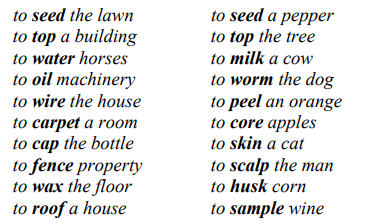 to seed the lawn
to top a building
to water horses
to oil machinery
to wire the house
to carpet a room
to cap the bottle
to fence property
to wax the floor
to roof a house
to seed a pepper
to top the tree
to milk a cow
to worm the dog
to peel an orange
to core apples
to skin a cat
to scalp the man
to husk corn
to sample wine